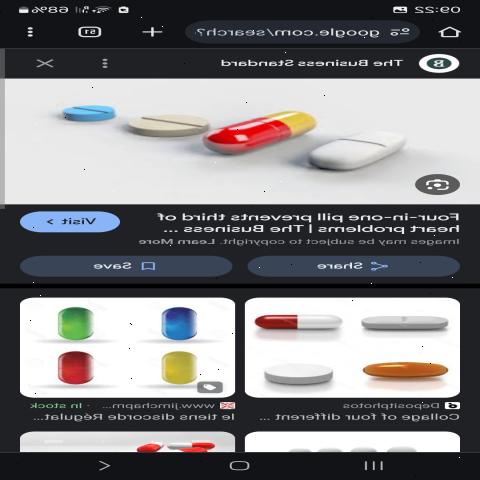 09:22
68%
google.com/search?
51
The Business Standard
B
Four-in-one pill prevents third of
heart problems | The Business ...
Visit >
Images may be subject to copyright. Learn More
Share
Save
Depositphotos
Collage of four different ...
www.jimchapm... · In stock
le tiens discorde Régulat...